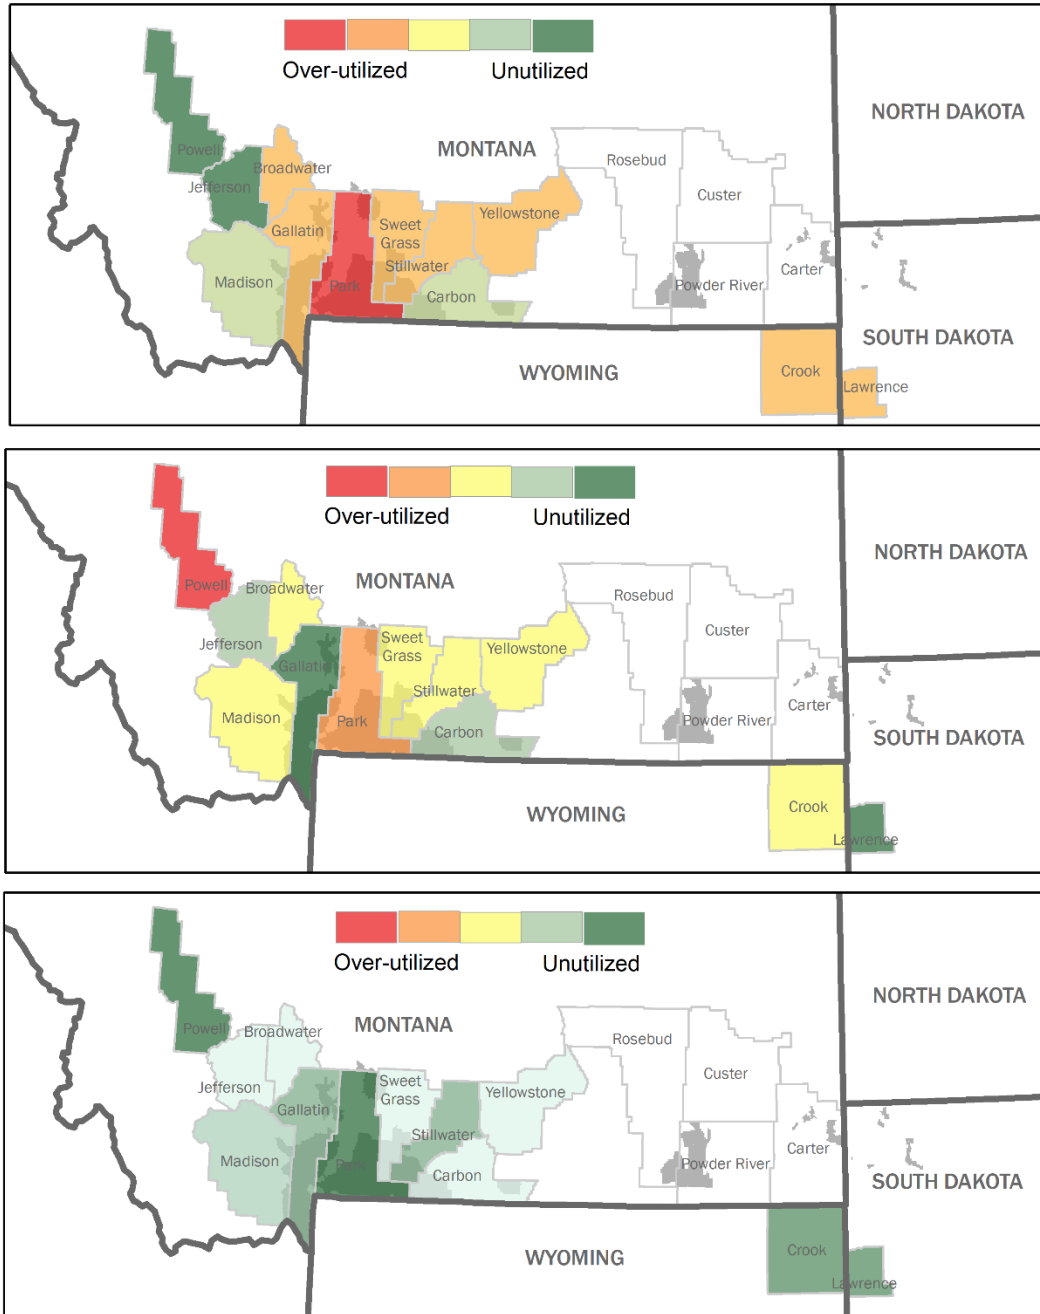 Over-utilized Unutilized
NORTH DAKOTA
MONTANA
Powell
Broadwater
Jefferson
Rosebud
Custer
Gallatin
Sweet
Grass
Yellowstone
Madison
Stillwater
Park
Carbon
Powder River
Carter
SOUTH DAKOTA
WYOMING
Crook
Lawrence
Over-utilized Unutilized
NORTH DAKOTA
MONTANA
Powell
Broadwater
Jefferson
Rosebud
Custer
Gallatin
Sweet
Grass
Yellowstone
Madison
Stillwater
Park
Carbon
Powder River
Carter
SOUTH DAKOTA
WYOMING
Crook
Lawrence
Over-utilized Unutilized
NORTH DAKOTA
MONTANA
Powell
Broadwater
Jefferson
Rosebud
Custer
Gallatin
Sweet
Grass
Yellowstone
Madison
Stillwater
Park
Carbon
Powder River
Carter
SOUTH DAKOTA
WYOMING
Crook
Lawrence